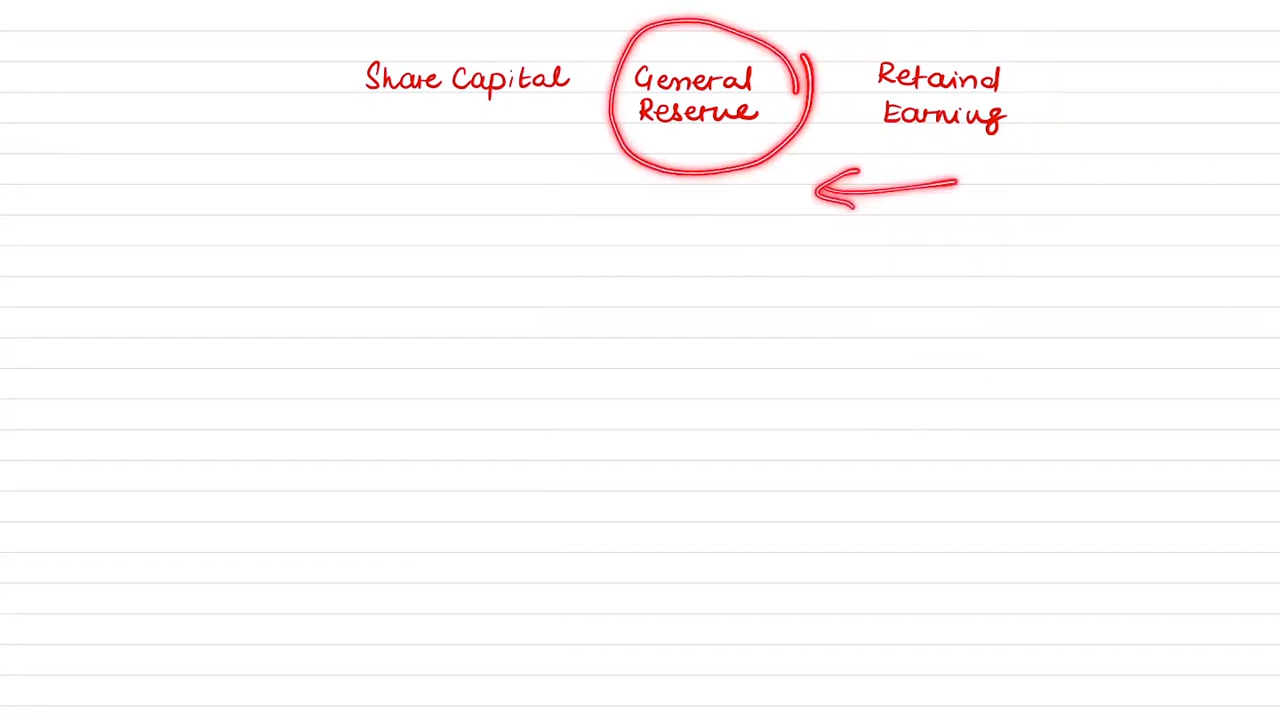 Share Capital
General
Reserve
Retaind
Earning